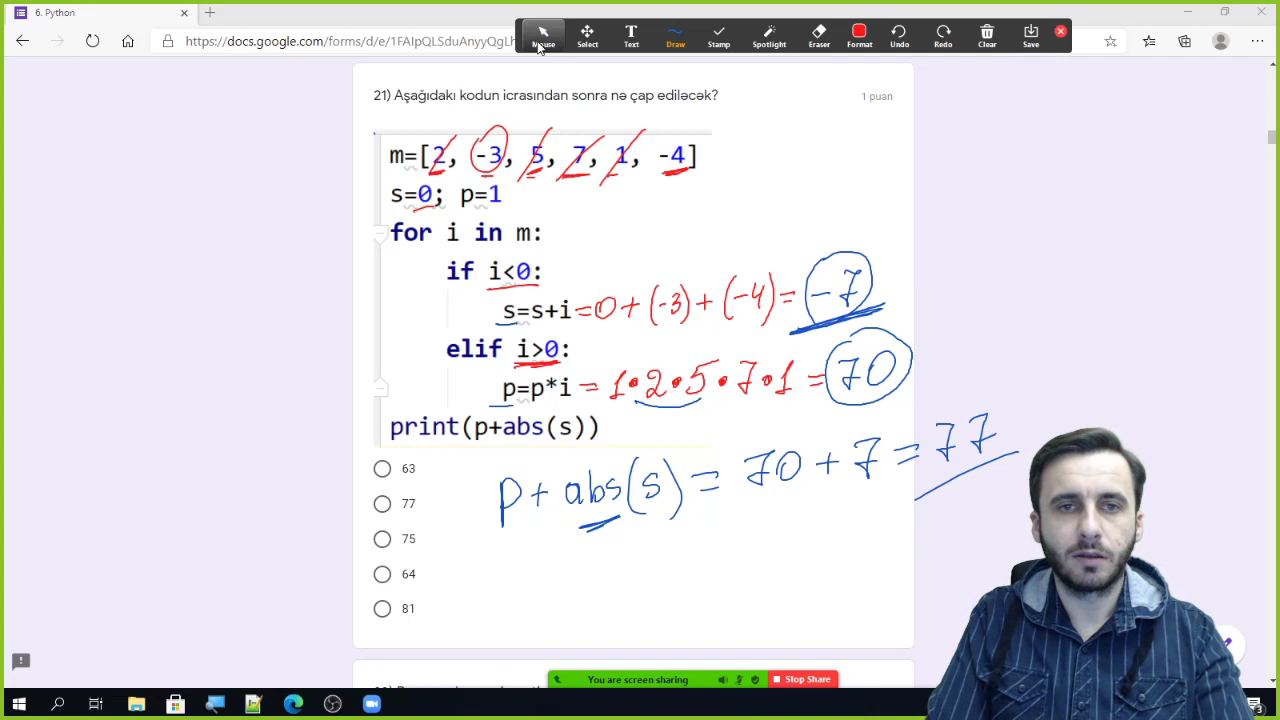 6. Python
https://docs.google.com/forms/d/e/1FAIpQLSduAnyyQgLh
Mouse Select Text Draw Stamp Spotlight Eraser Format Undo Redo Clear Save
21) Aşağıdakı kodun icrasından sonra nə çap ediləcək?
1 puan
m=[2, -3, 5, 7, 1, -4]
s=0; p=1
for i in m:
if i<0:
s=s+i =0+(-3)+(-4)= -7
elif i>0:
p=p*i = 1·2·5·7·1 = 70
print(p+abs(s))
p+abs(s) = 70+7=77
63
77
75
64
81
You are screen sharing
Stop Share